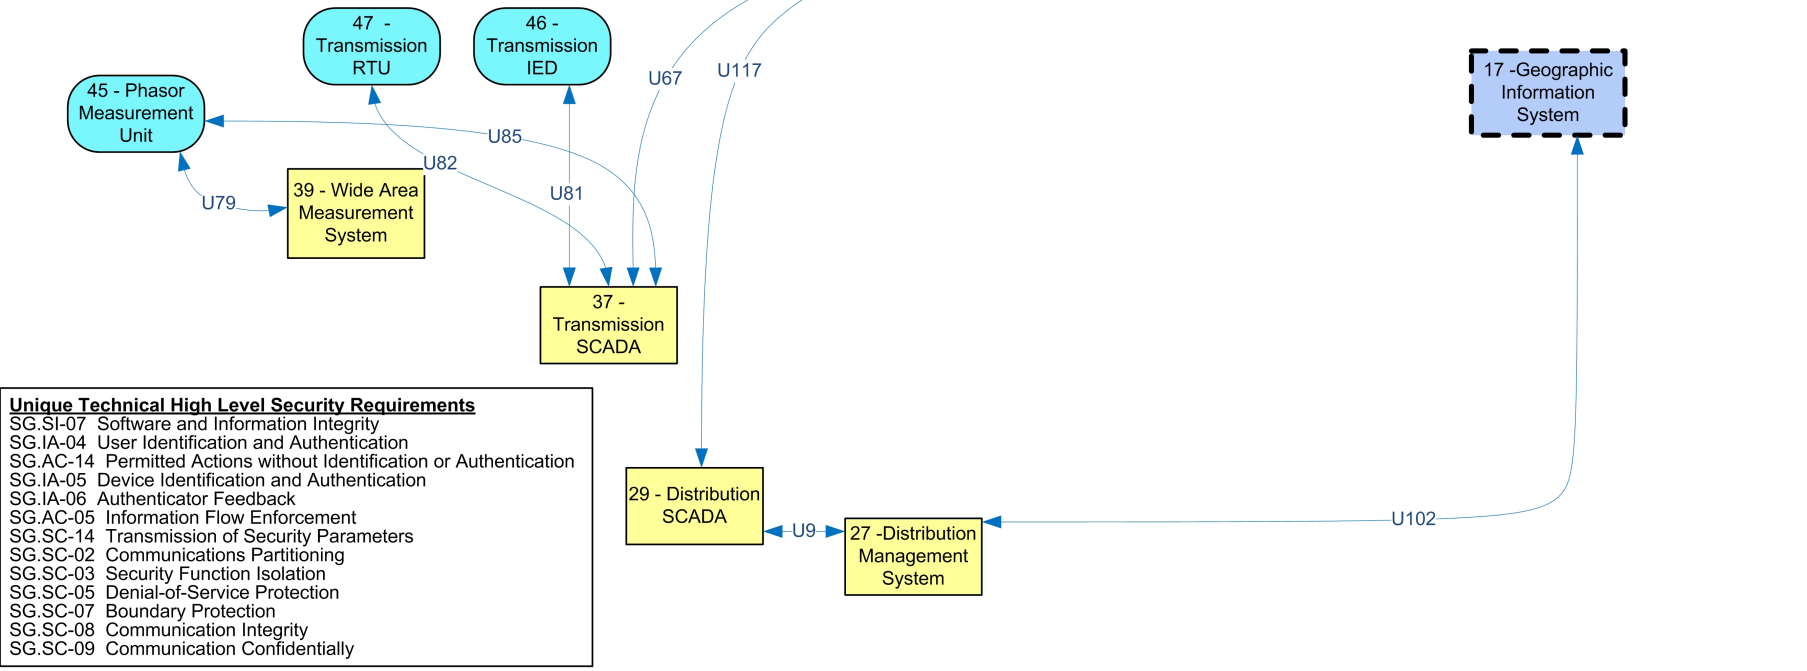 47 -
Transmission
RTU
46 -
Transmission
IED
U67
U117
17 -Geographic
Information
System
45 - Phasor
Measurement
Unit
U85
U82
U81
U79
39 - Wide Area
Measurement
System
37 -
Transmission
SCADA
Unique Technical High Level Security Requirements
SG.SI-07 Software and Information Integrity
SG.IA-04 User Identification and Authentication
SG.AC-14 Permitted Actions without Identification or Authentication
SG.IA-05 Device Identification and Authentication
SG.IA-06 Authenticator Feedback
SG.AC-05 Information Flow Enforcement
SG.SC-14 Transmission of Security Parameters
SG.SC-02 Communications Partitioning
SG.SC-03 Security Function Isolation
SG.SC-05 Denial-of-Service Protection
SG.SC-07 Boundary Protection
SG.SC-08 Communication Integrity
SG.SC-09 Communication Confidentially
29 - Distribution
SCADA
U9
27 -Distribution
Management
System
U102